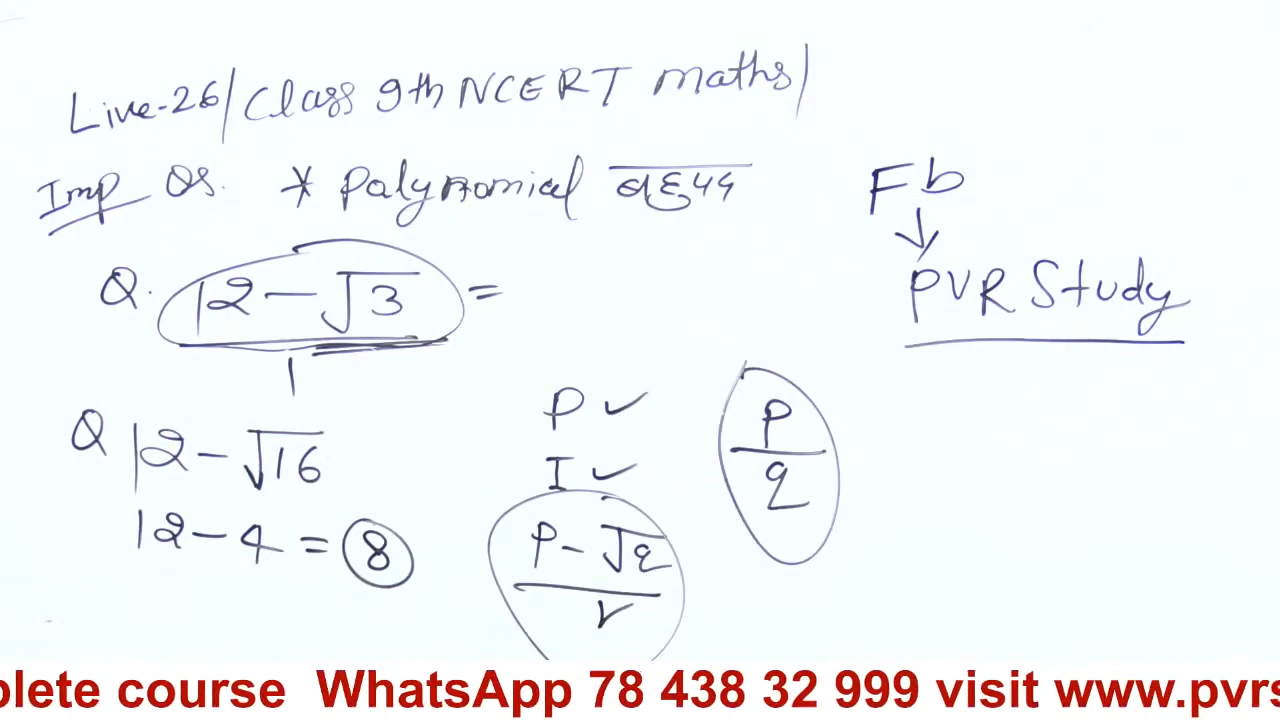 Live-26/Class 9th NCERT maths/
Imp Qs. * Polynomial बहुपद
Fb
↓
PVR Study
Q. 12-√3 =
1
Q 12-√16
12-4 = 8
P ✓
I ✓
P-√q
r
P
q
plete course WhatsApp 78 438 32 999 visit www.pvrs